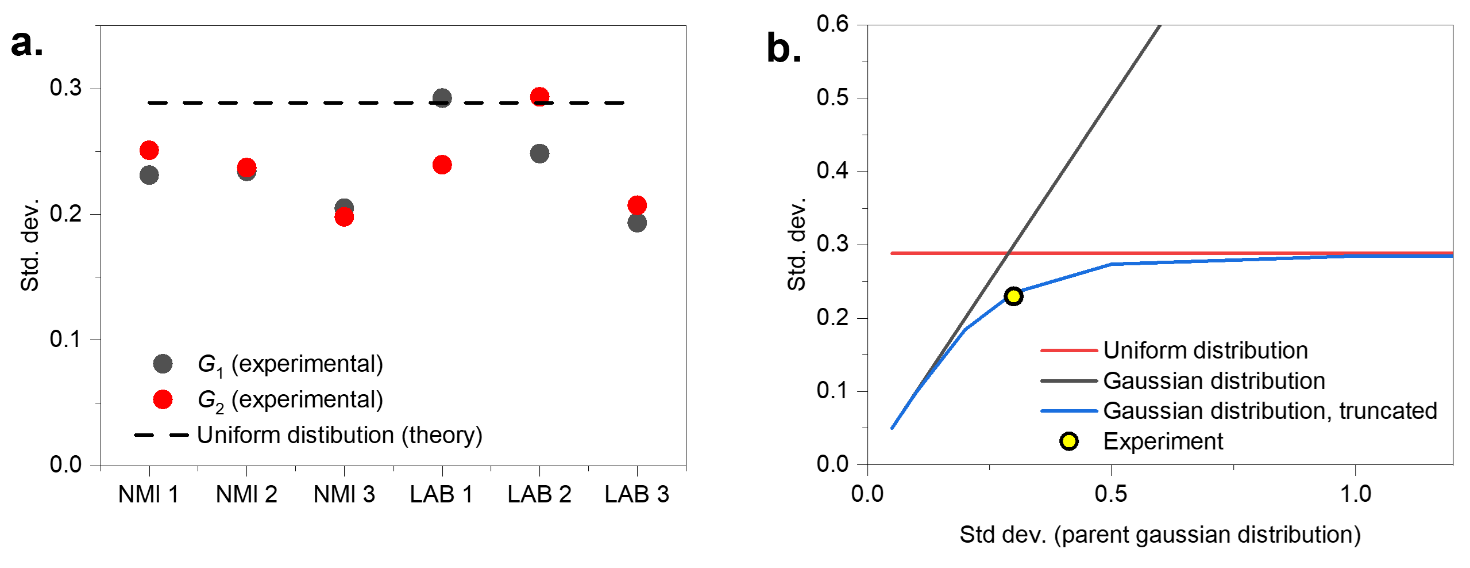 a.
Std. dev.
0.3
0.2
0.1
0.0
G1 (experimental)
G2 (experimental)
Uniform distibution (theory)
NMI 1 NMI 2 NMI 3 LAB 1 LAB 2 LAB 3
b.
Std. dev.
0.6
0.5
0.4
0.3
0.2
0.1
0.0
Uniform distribution
Gaussian distribution
Gaussian distribution, truncated
Experiment
0.0 0.5 1.0
Std dev. (parent gaussian distribution)